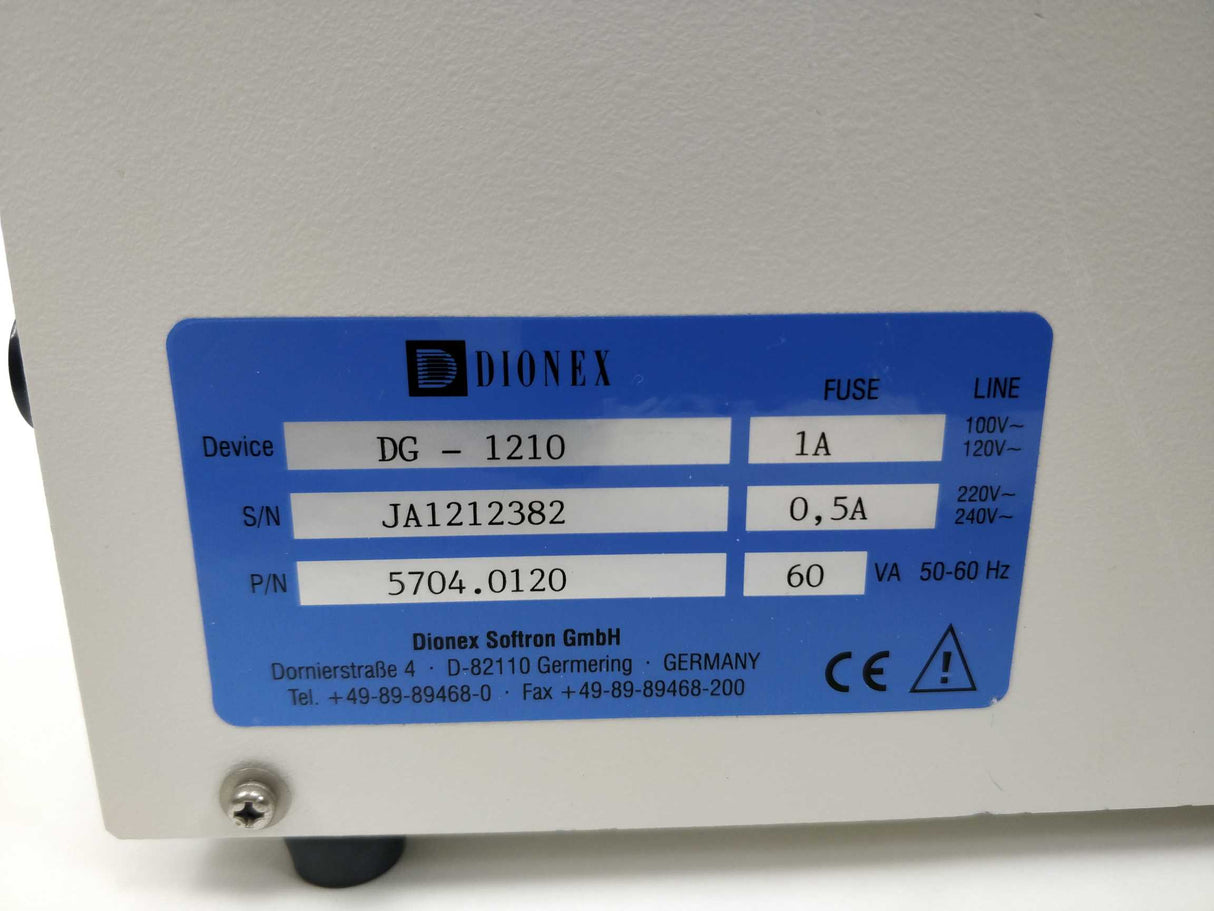 DIONEX
FUSE LINE
Device DG - 1210 1A 100V~ 120V~
S/N JA1212382 0,5A 220V~ 240V~
P/N 5704.0120 60 VA 50-60 Hz
Dionex Softron GmbH
Dornierstraße 4 · D-82110 Germering · GERMANY
Tel. +49-89-89468-0 · Fax +49-89-89468-200
CE